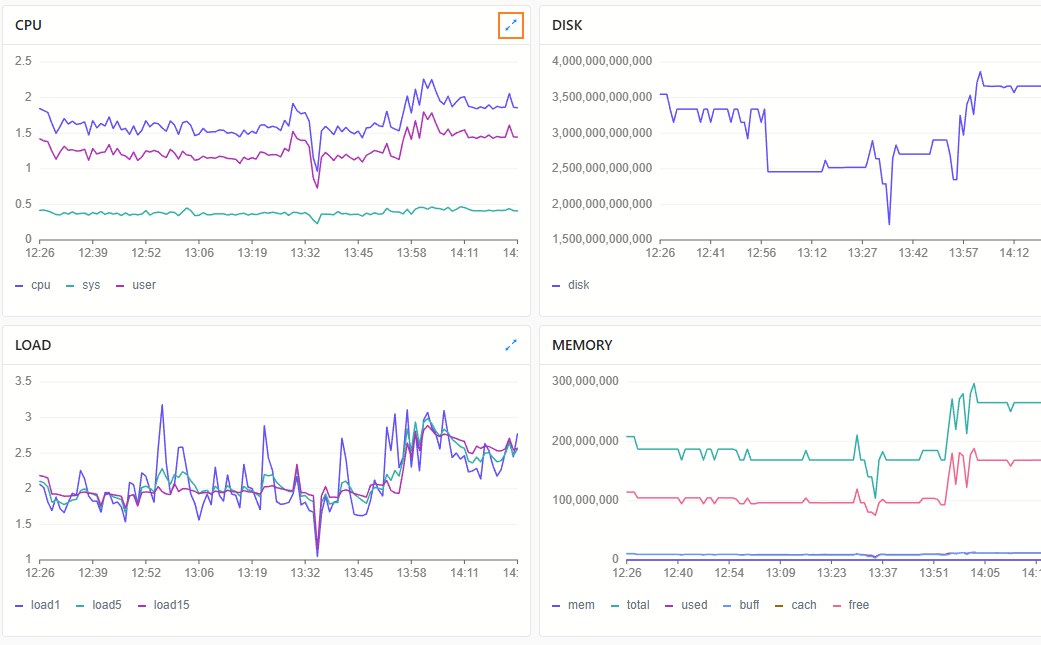 CPU
2.5
2
1.5
1
0.5
0
12:26 12:39 12:52 13:06 13:19 13:32 13:45 13:58 14:11 14:
cpu sys user
DISK
4,000,000,000,000
3,500,000,000,000
3,000,000,000,000
2,500,000,000,000
2,000,000,000,000
1,500,000,000,000
12:26 12:41 12:56 13:12 13:27 13:42 13:57 14:12
disk
LOAD
3.5
3
2.5
2
1.5
1
12:26 12:39 12:52 13:06 13:19 13:32 13:45 13:58 14:11 14:
load1 load5 load15
MEMORY
300,000,000
200,000,000
100,000,000
0
12:26 12:40 12:54 13:09 13:23 13:37 13:51 14:05 14:1
mem total used buff cach free